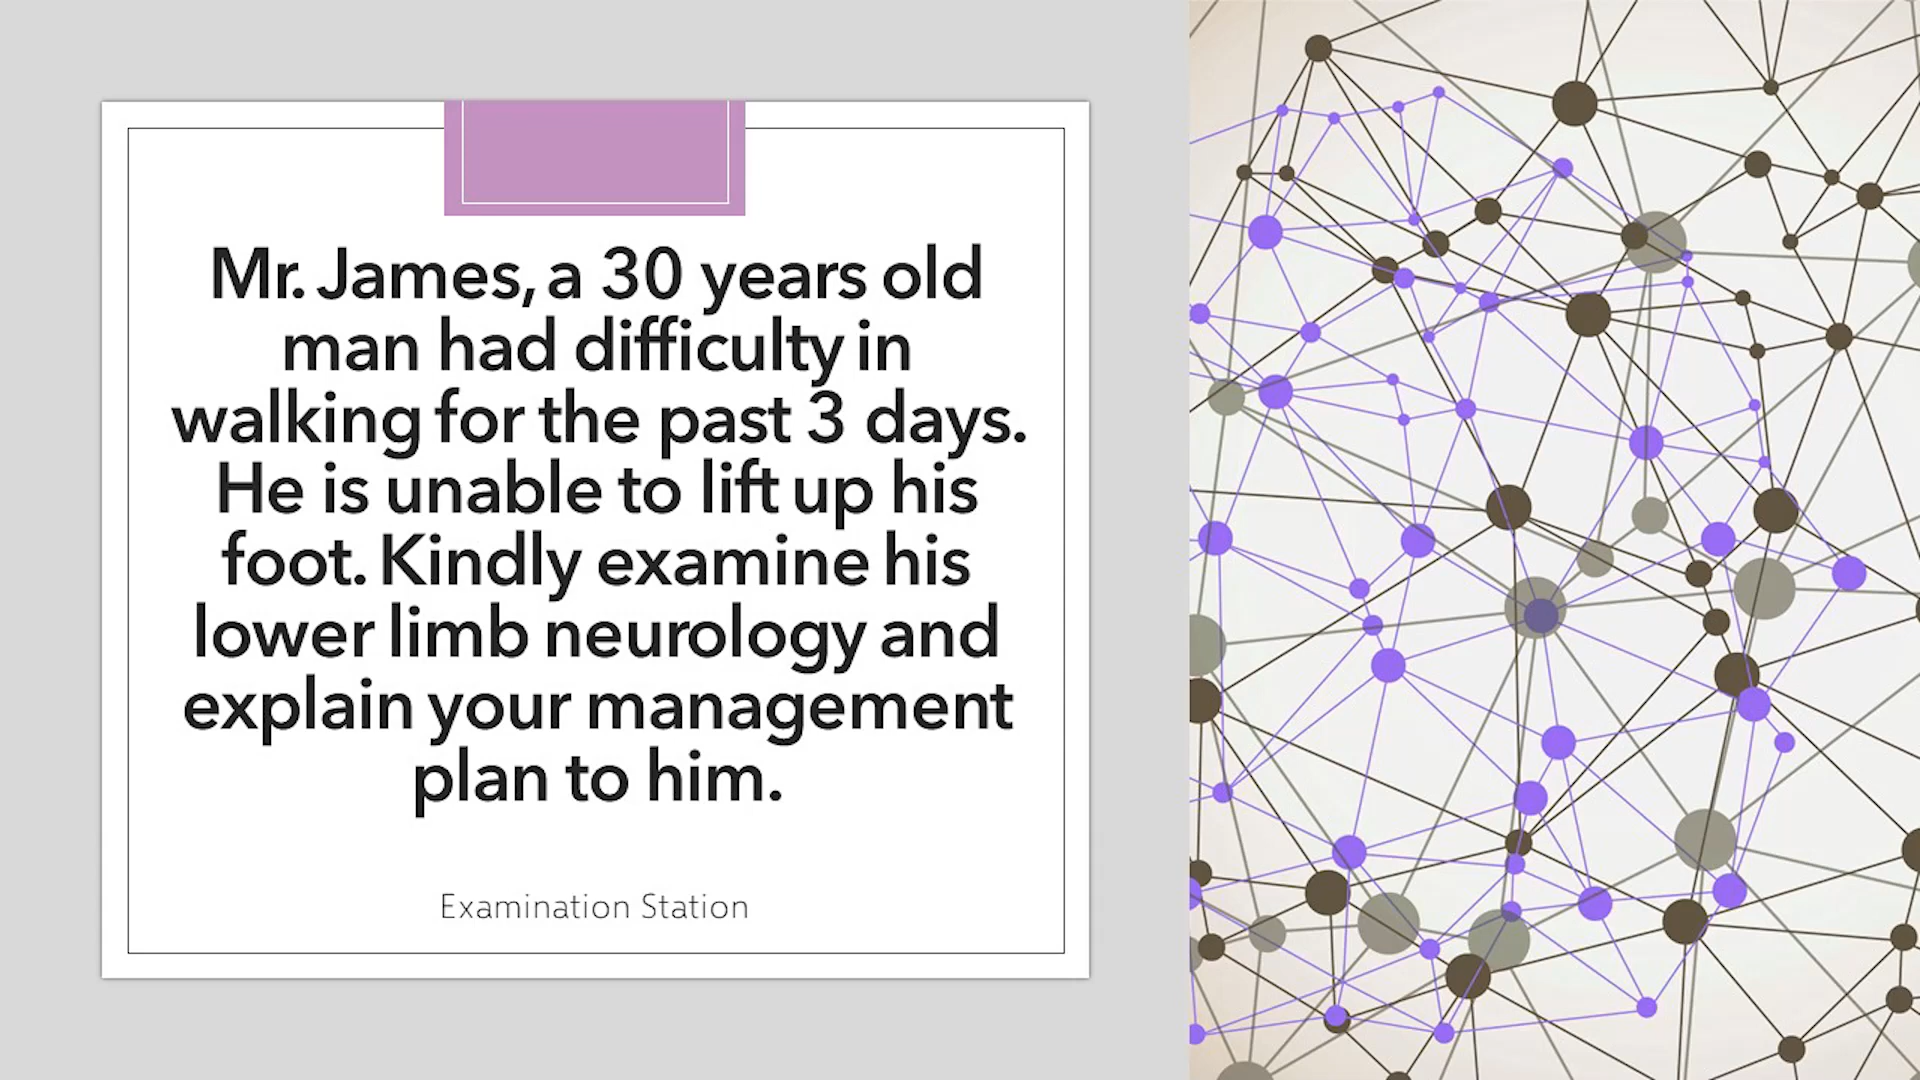 Mr. James, a 30 years old
man had difficulty in
walking for the past 3 days.
He is unable to lift up his
foot. Kindly examine his
lower limb neurology and
explain your management
plan to him.
Examination Station